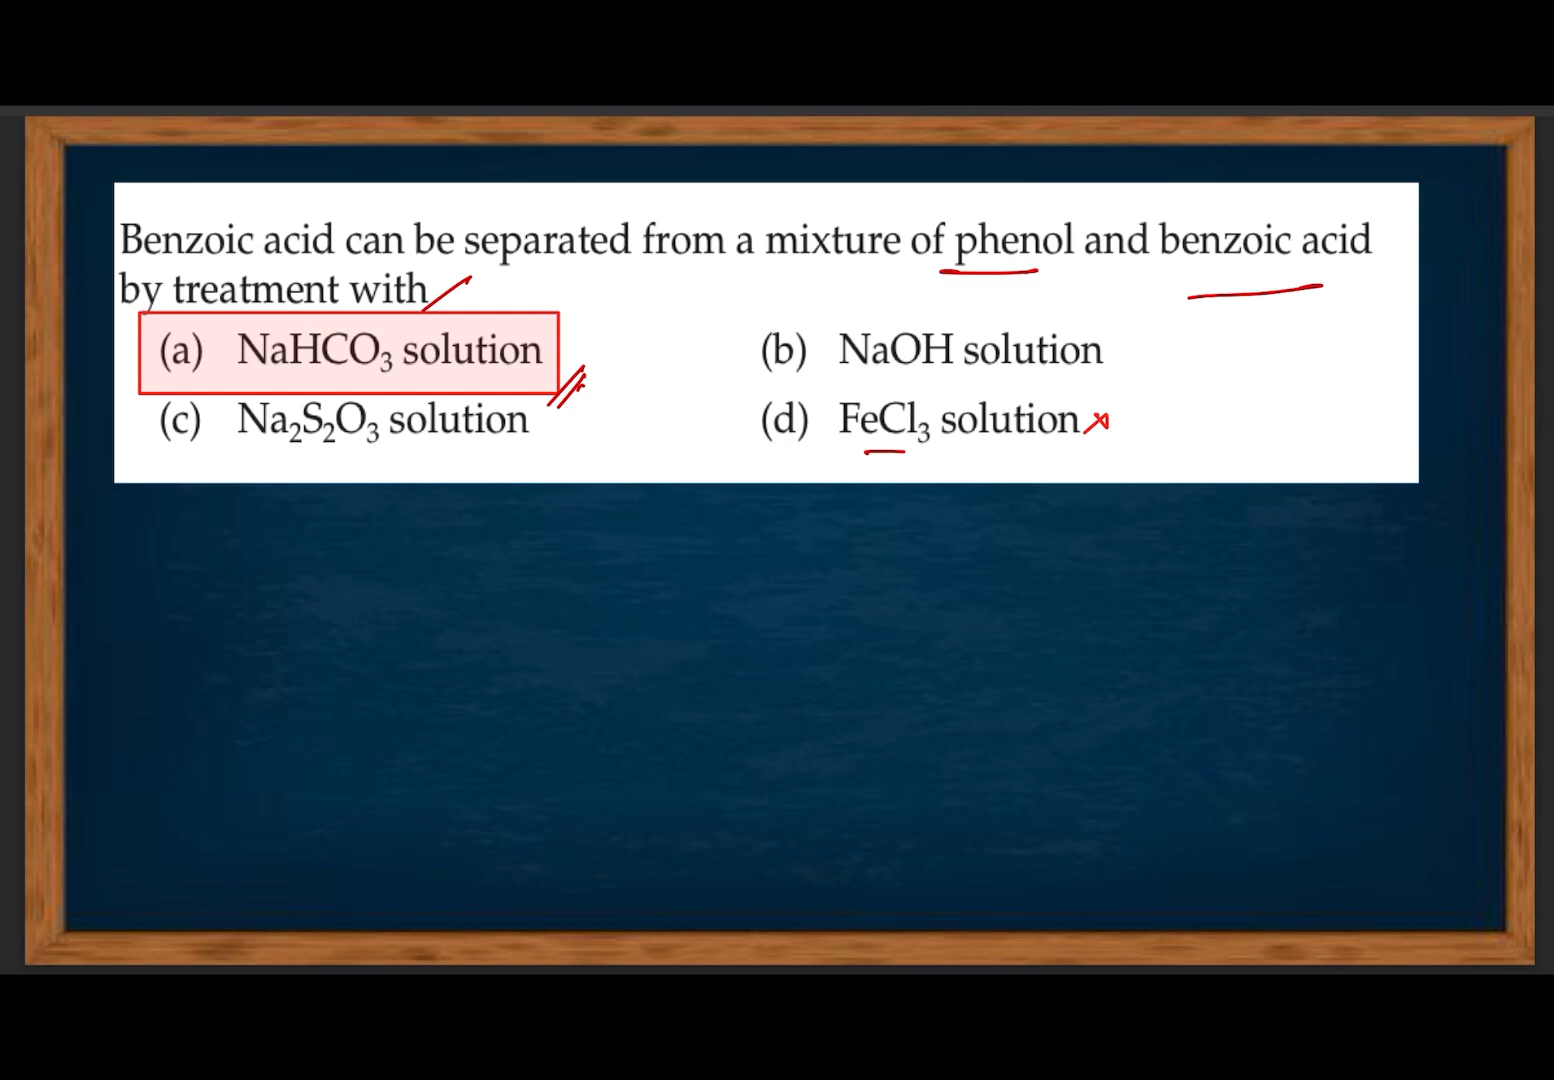 Benzoic acid can be separated from a mixture of phenol and benzoic acid
by treatment with
(a) NaHCO₃ solution (b) NaOH solution
(c) Na₂S₂O₃ solution (d) FeCl₃ solution